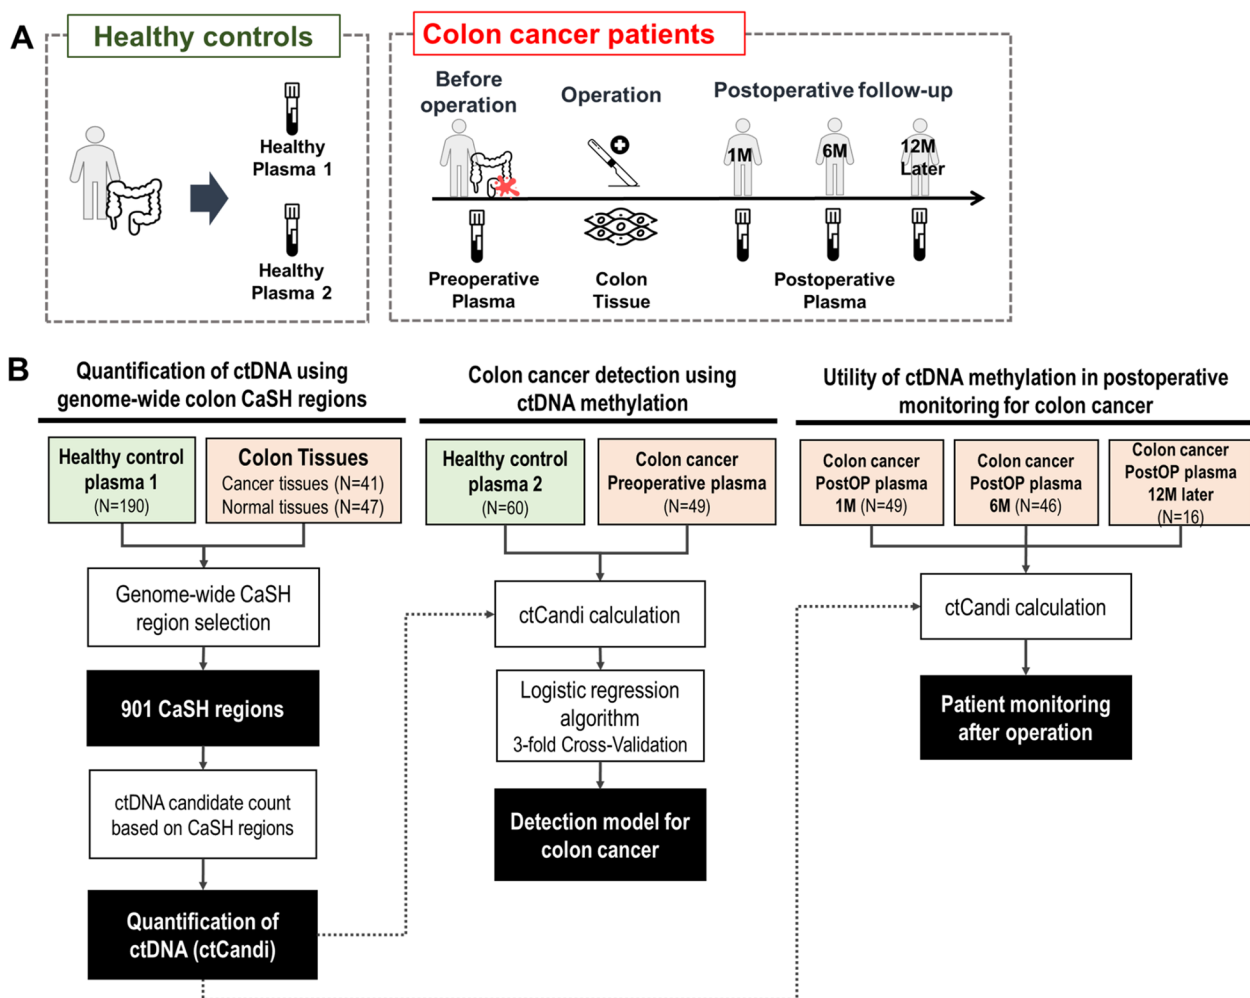 A
Healthy controls
Healthy
Plasma 1
Healthy
Plasma 2
Colon cancer patients
Before
operation
Operation
Postoperative follow-up
1M
6M
12M
Later
Preoperative
Plasma
Colon
Tissue
Postoperative
Plasma
B
Quantification of ctDNA using
genome-wide colon CaSH regions
Healthy control
plasma 1
(N=190)
Colon Tissues
Cancer tissues (N=41)
Normal tissues (N=47)
Genome-wide CaSH
region selection
901 CaSH regions
ctDNA candidate count
based on CaSH regions
Quantification of
ctDNA (ctCandi)
Colon cancer detection using
ctDNA methylation
Healthy control
plasma 2
(N=60)
Colon cancer
Preoperative plasma
(N=49)
ctCandi calculation
Logistic regression
algorithm
3-fold Cross-Validation
Detection model for
colon cancer
Utility of ctDNA methylation in postoperative
monitoring for colon cancer
Colon cancer
PostOP plasma
1M (N=49)
Colon cancer
PostOP plasma
6M (N=46)
Colon cancer
PostOP plasma
12M later
(N=16)
ctCandi calculation
Patient monitoring
after operation